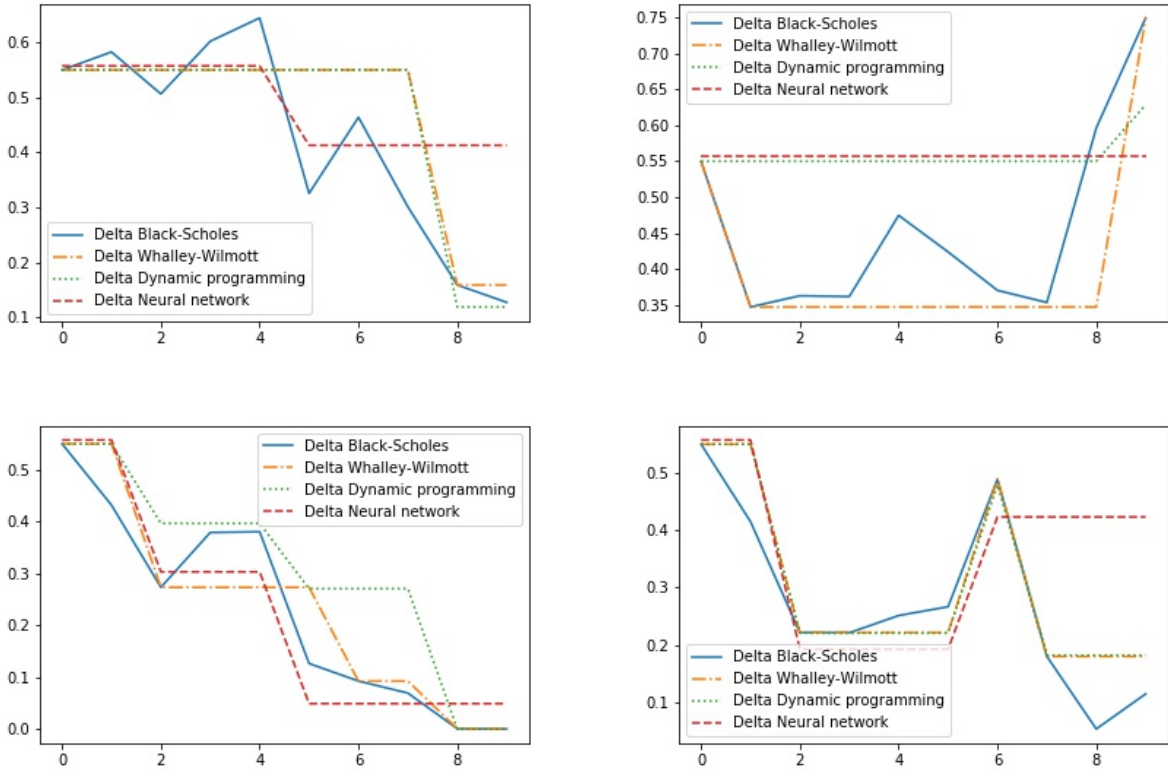 0.6
0.5
0.4
0.3
0.2
0.1
Delta Black-Scholes
Delta Whalley-Wilmott
Delta Dynamic programming
Delta Neural network
0 2 4 6 8
0.75
0.70
0.65
0.60
0.55
0.50
0.45
0.40
0.35
Delta Black-Scholes
Delta Whalley-Wilmott
Delta Dynamic programming
Delta Neural network
0 2 4 6 8
0.5
0.4
0.3
0.2
0.1
0.0
Delta Black-Scholes
Delta Whalley-Wilmott
Delta Dynamic programming
Delta Neural network
0 2 4 6 8
0.5
0.4
0.3
0.2
0.1
Delta Black-Scholes
Delta Whalley-Wilmott
Delta Dynamic programming
Delta Neural network
0 2 4 6 8